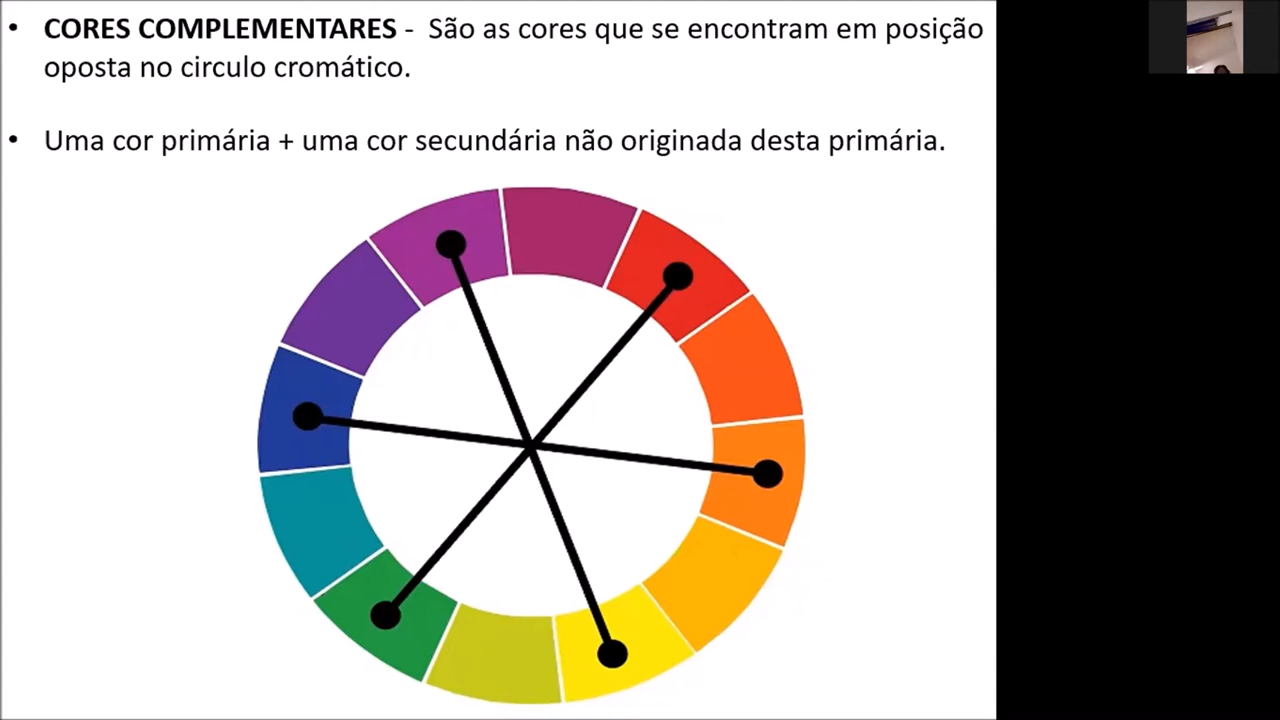 • CORES COMPLEMENTARES - São as cores que se encontram em posição
oposta no circulo cromático.
• Uma cor primária + uma cor secundária não originada desta primária.